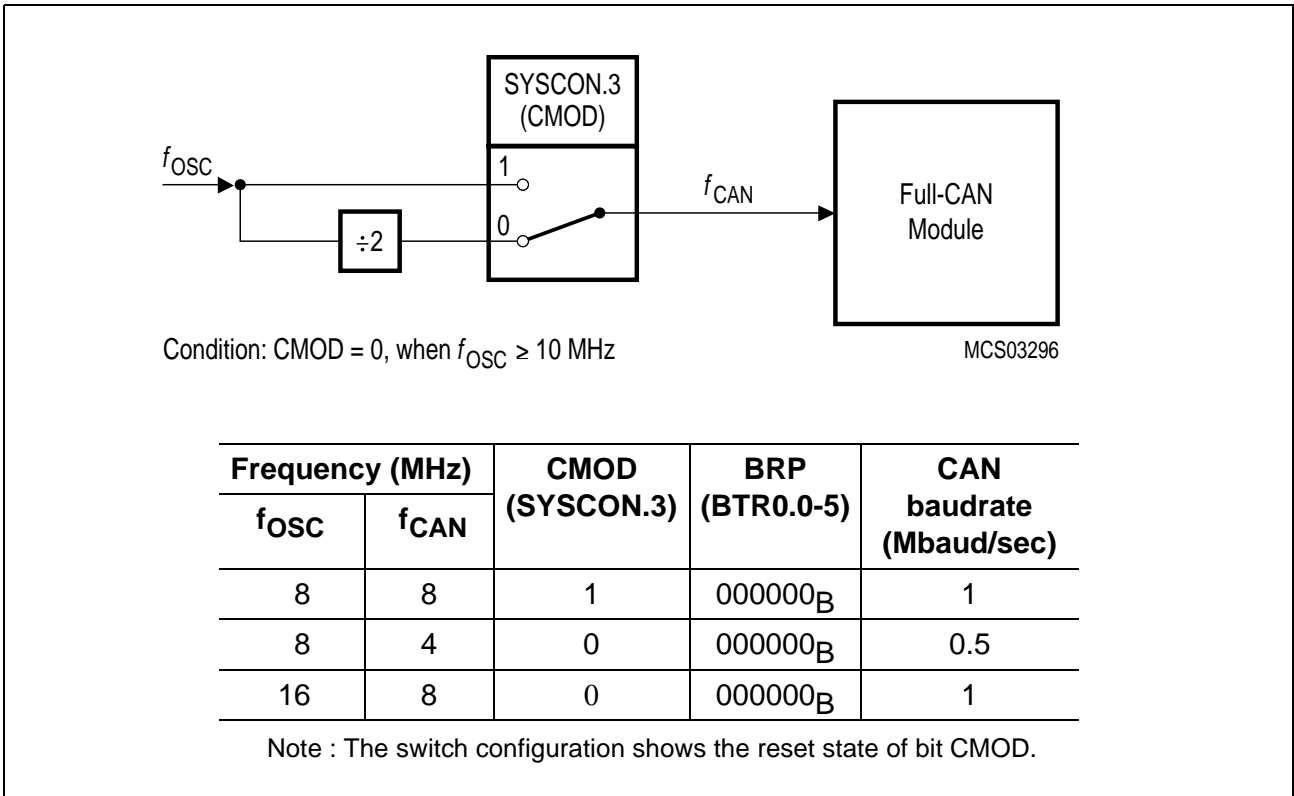 SYSCON.3
(CMOD)
fOSC
1
0
÷2
fCAN
Full-CAN
Module
Condition: CMOD = 0, when fOSC ≥ 10 MHz
MCS03296
Frequency (MHz) CMOD (SYSCON.3) BRP (BTR0.0-5) CAN baudrate (Mbaud/sec)
fOSC fCAN
8 8 1 000000B 1
8 4 0 000000B 0.5
16 8 0 000000B 1
Note : The switch configuration shows the reset state of bit CMOD.